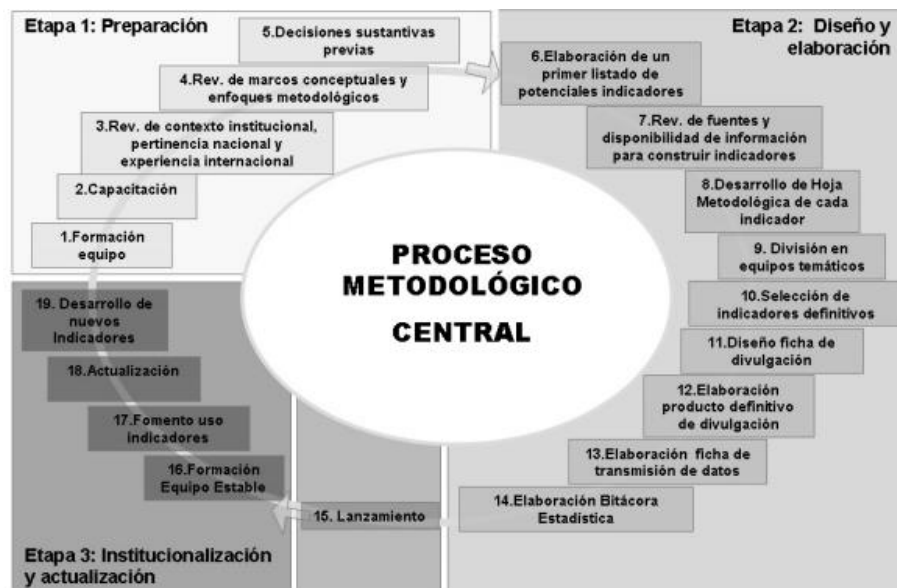 Etapa 1: Preparación
5.Decisiones sustantivas
previas
4.Rev. de marcos conceptuales y
enfoques metodológicos
3.Rev. de contexto institucional,
pertinencia nacional y
experiencia internacional
2.Capacitación
1.Formación
equipo
Etapa 2: Diseño y
elaboración
6.Elaboración de un
primer listado de
potenciales indicadores
7.Rev. de fuentes y
disponibilidad de información
para construir indicadores
8.Desarrollo de Hoja
Metodológica de cada
indicador
9. División en
equipos temáticos
10.Selección de
indicadores definitivos
11.Diseño ficha de
divulgación
12.Elaboración
producto definitivo
de divulgación
13.Elaboración ficha de
transmisión de datos
14.Elaboración Bitácora
Estadística
PROCESO
METODOLÓGICO
CENTRAL
15. Lanzamiento
16.Formación
Equipo Estable
17.Fomento uso
indicadores
18.Actualización
19. Desarrollo de
nuevos
Indicadores
Etapa 3: Institucionalización
y actualización